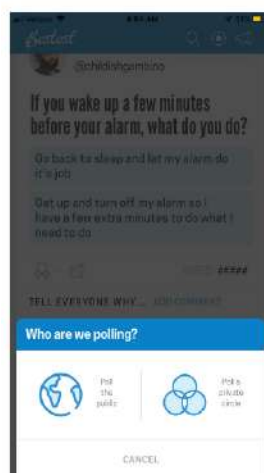 Bestest
@childishgambino
If you wake up a few minutes
before your alarm, what do you do?
Go back to sleep and let my alarm do
it's job
Get up and turn off my alarm so I
have a few extra minutes to do what I
need to do
TELL EVERYONE WHY... ADD COMMENT
Who are we polling?
Poll
the
public
Poll a
private
circle
CANCEL